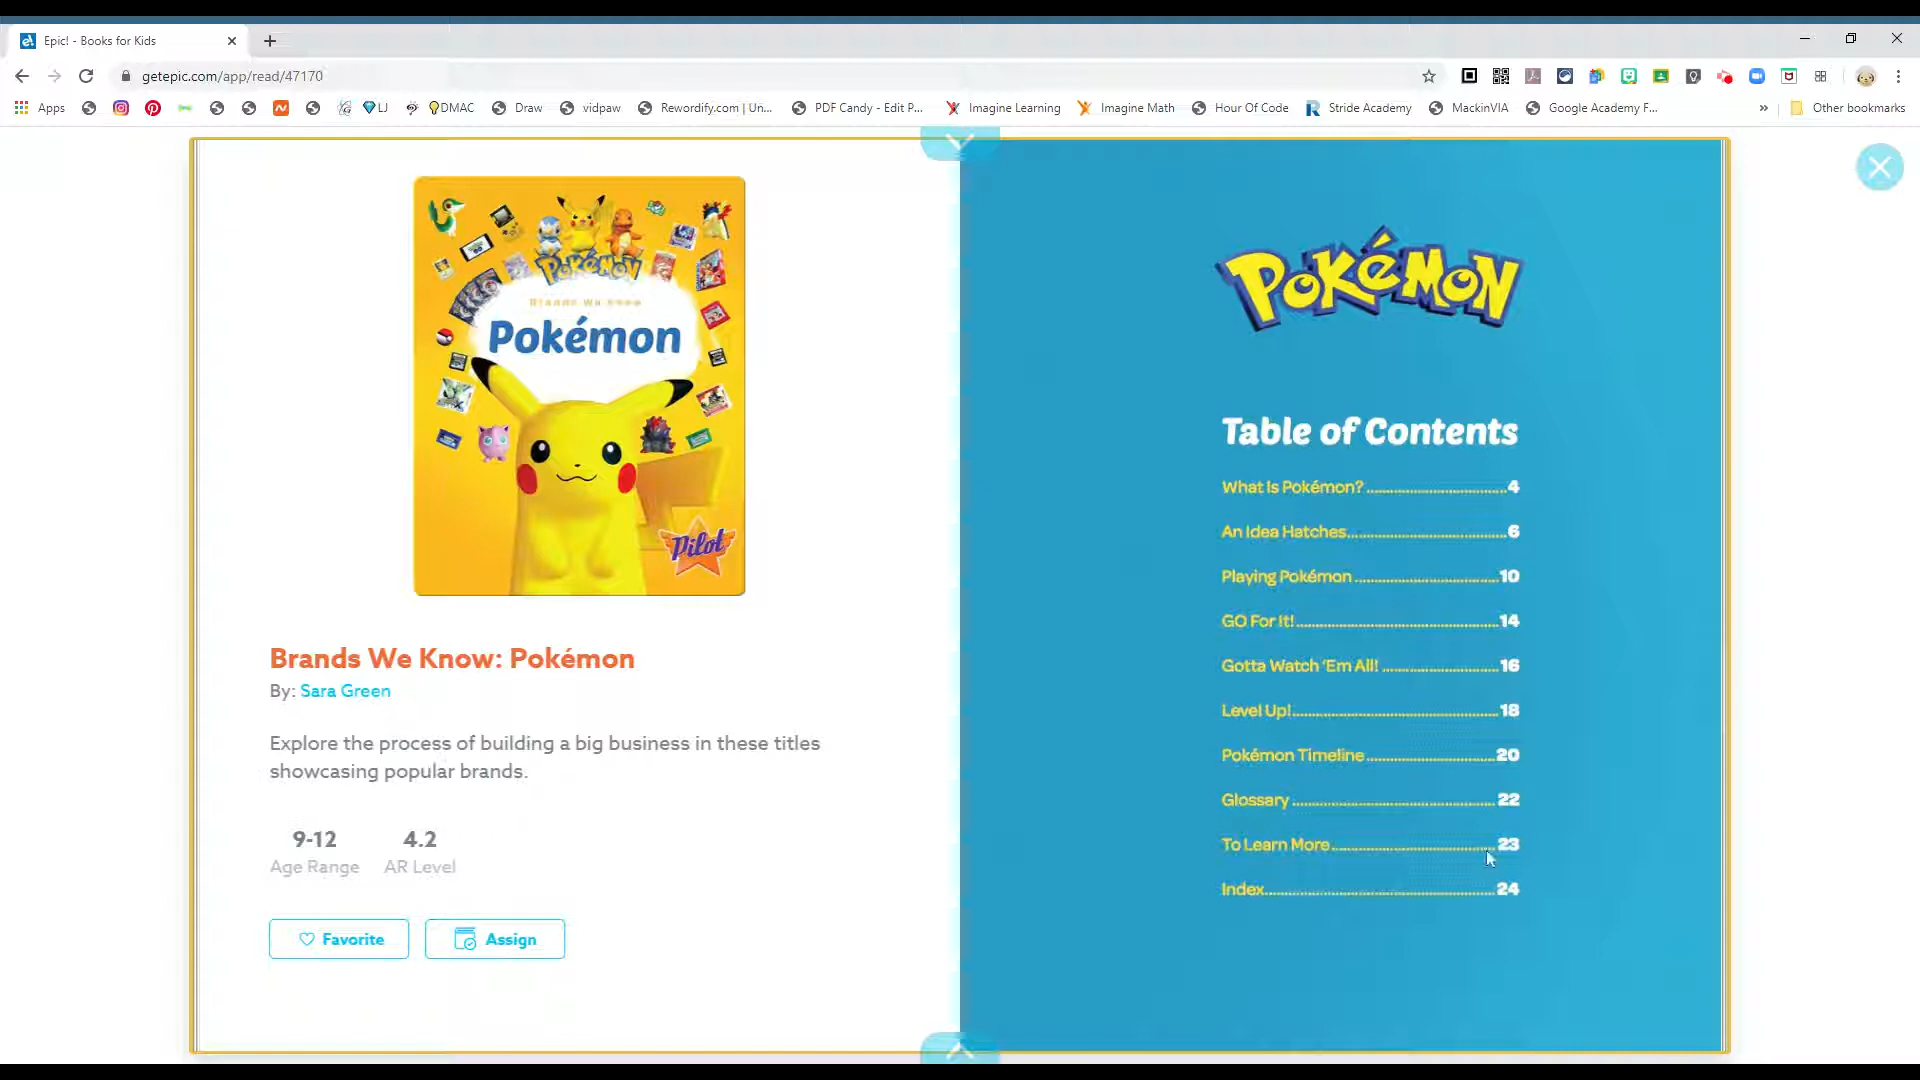 Epic! - Books for Kids
getepic.com/app/read/47170
Apps
LJ
DMAC
Draw
vidpaw
Rewordify.com | Un...
PDF Candy - Edit P...
Imagine Learning
Imagine Math
Hour Of Code
Stride Academy
MackinVIA
Google Academy F...
»
Other bookmarks
POKéMON
Brands We Know
Pokémon
Pilot
Brands We Know: Pokémon
By: Sara Green
Explore the process of building a big business in these titles
showcasing popular brands.
9-12 4.2
Age Range AR Level
Favorite
Assign
POKéMON
Table of Contents
What Is Pokémon? 4
An Idea Hatches 6
Playing Pokémon 10
GO For It! 14
Gotta Watch 'Em All! 16
Level Up! 18
Pokémon Timeline 20
Glossary 22
To Learn More 23
Index 24